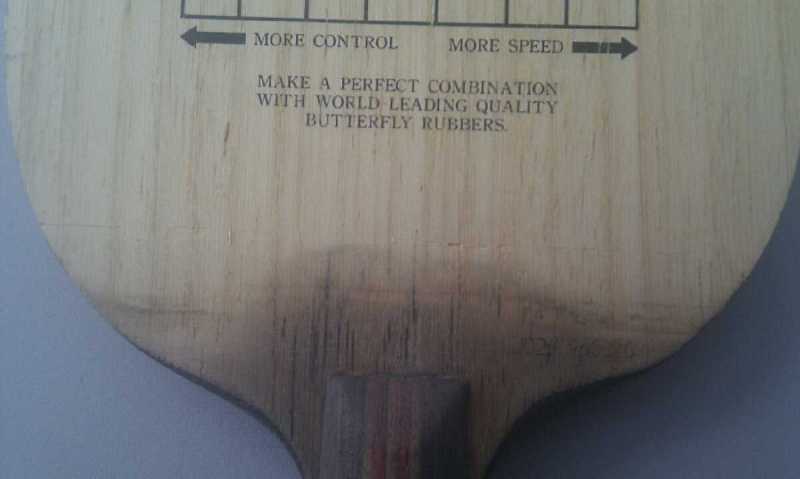 MORE CONTROL MORE SPEED
MAKE A PERFECT COMBINATION
WITH WORLD-LEADING QUALITY
BUTTERFLY RUBBERS.